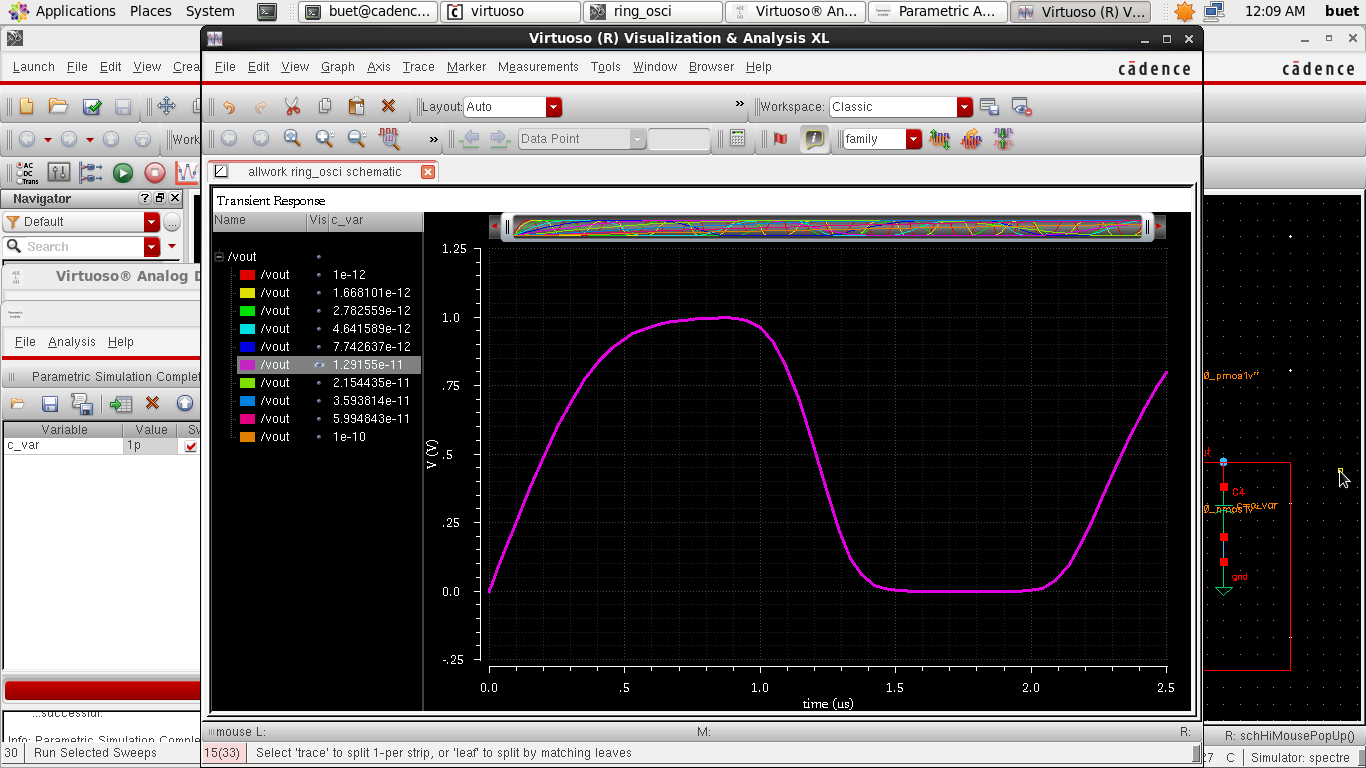 Applications Places System buet@cadenc... virtuoso ring_osci Virtuoso® An... Parametric A... Virtuoso (R) V... 12:09 AM buet
Virtuoso (R) Visualization & Analysis XL
Launch File Edit View Crea
File Edit View Graph Axis Trace Marker Measurements Tools Window Browser Help
cādence
cādence
Layout: Auto
» Workspace: Classic
Work
» Data Point
family
AC
DC
Trans
allwork ring_osci schematic
Navigator
Default
Search
Virtuoso® Analog D
File Analysis Help
Parametric Simulation Complet
Variable Value Sv
c_var 1p
...successful.
Info: Parametric Simulation Comple
30 Run Selected Sweeps
Transient Response
Name Vis c_var
/vout
/vout 1e-12
/vout 1.668101e-12
/vout 2.782559e-12
/vout 4.641589e-12
/vout 7.742637e-12
/vout 1.29155e-11
/vout 2.154435e-11
/vout 3.593814e-11
/vout 5.994843e-11
/vout 1e-10
1.25
1.0
.75
.5
.25
0.0
-.25
V (V)
0.0 .5 1.0 1.5 2.0 2.5
time (us)
0_pmos1v"
C4
0_pmos1v"
gnd
mouse L: M: R:
15(33) Select 'trace' to split 1-per strip, or 'leaf' to split by matching leaves
R: schHiMousePopUp()
27 C Simulator: spectre